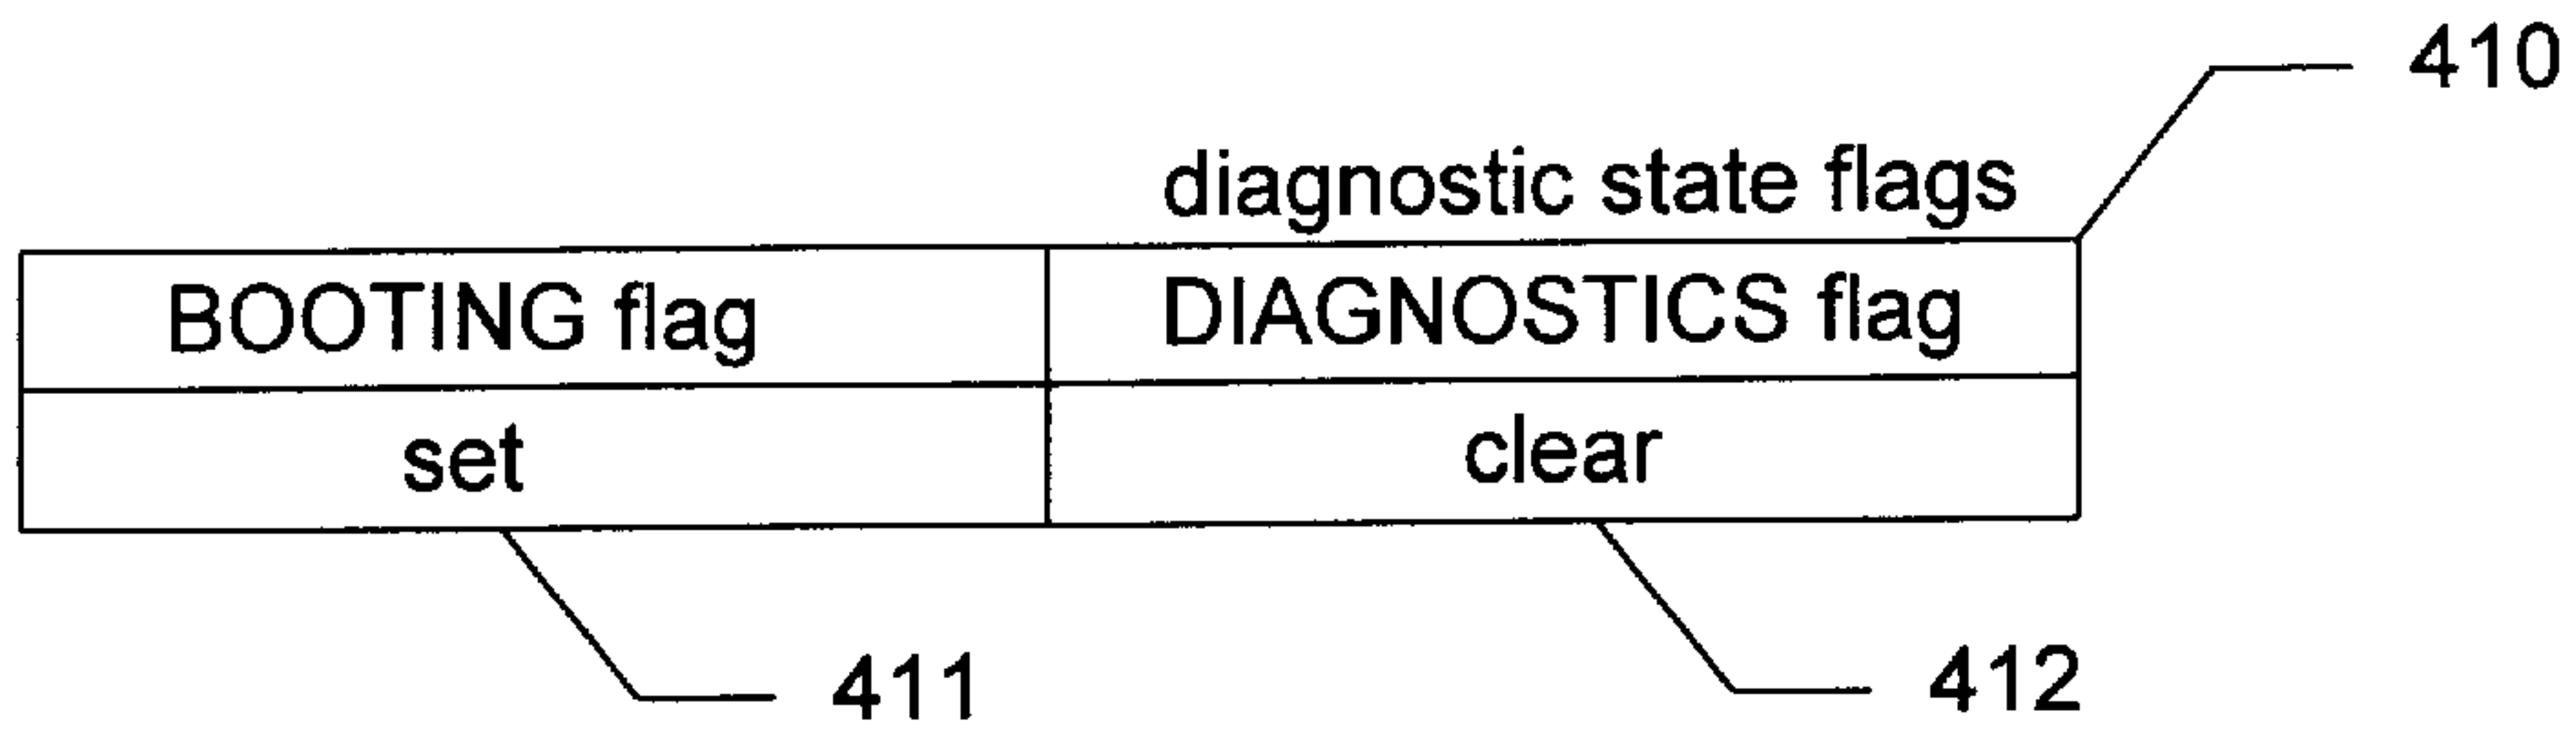 410
diagnostic state flags
BOOTING flag DIAGNOSTICS flag
set clear
411 412